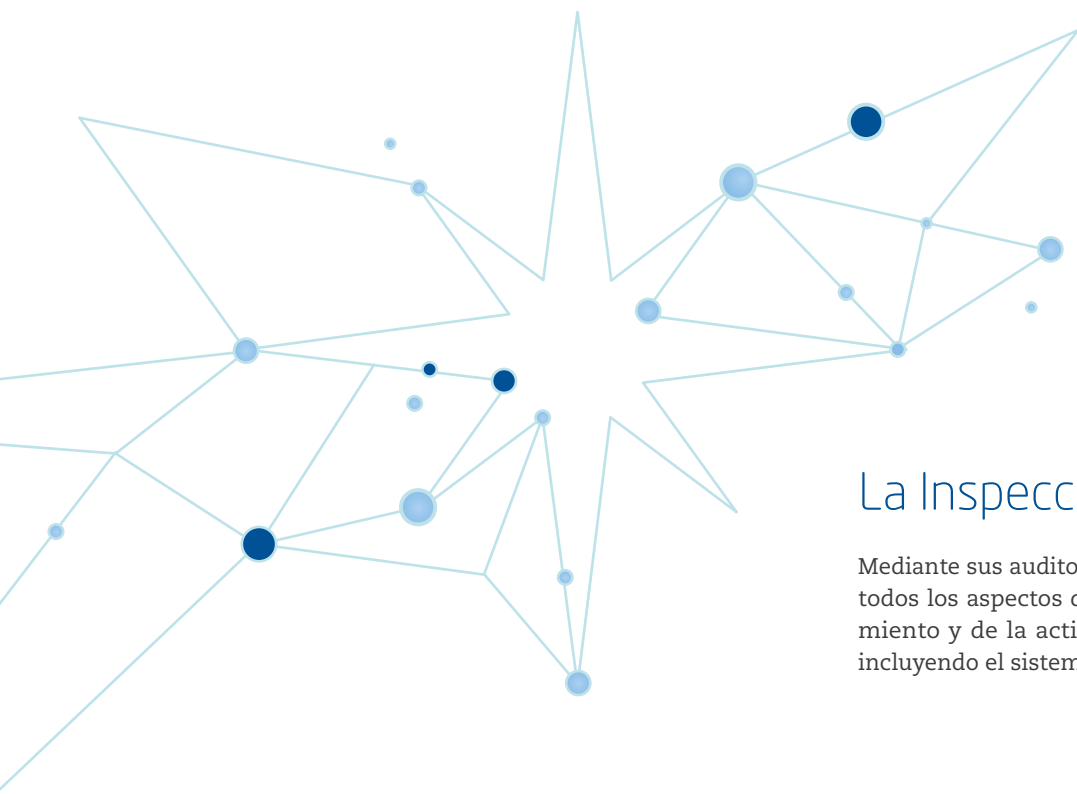 La Inspecc
Mediante sus audito
todos los aspectos
miento y de la acti
incluyendo el sistem